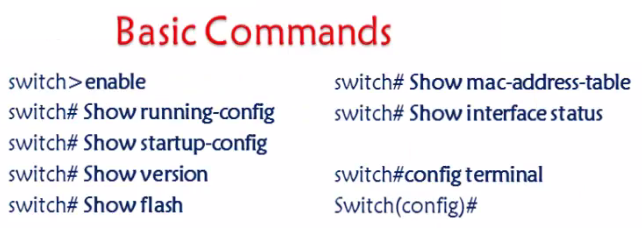 Basic Commands
switch>enable
switch# Show running-config
switch# Show startup-config
switch# Show version
switch# Show flash
switch# Show mac-address-table
switch# Show interface status
switch#config terminal
Switch(config)#